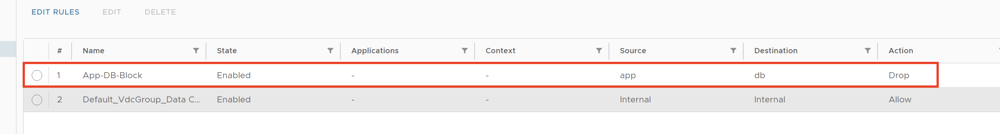 EDIT RULES EDIT DELETE
# Name State Applications Context Source Destination Action
1 App-DB-Block Enabled - - app db Drop
2 Default_VdcGroup_Data C... Enabled - - Internal Internal Allow